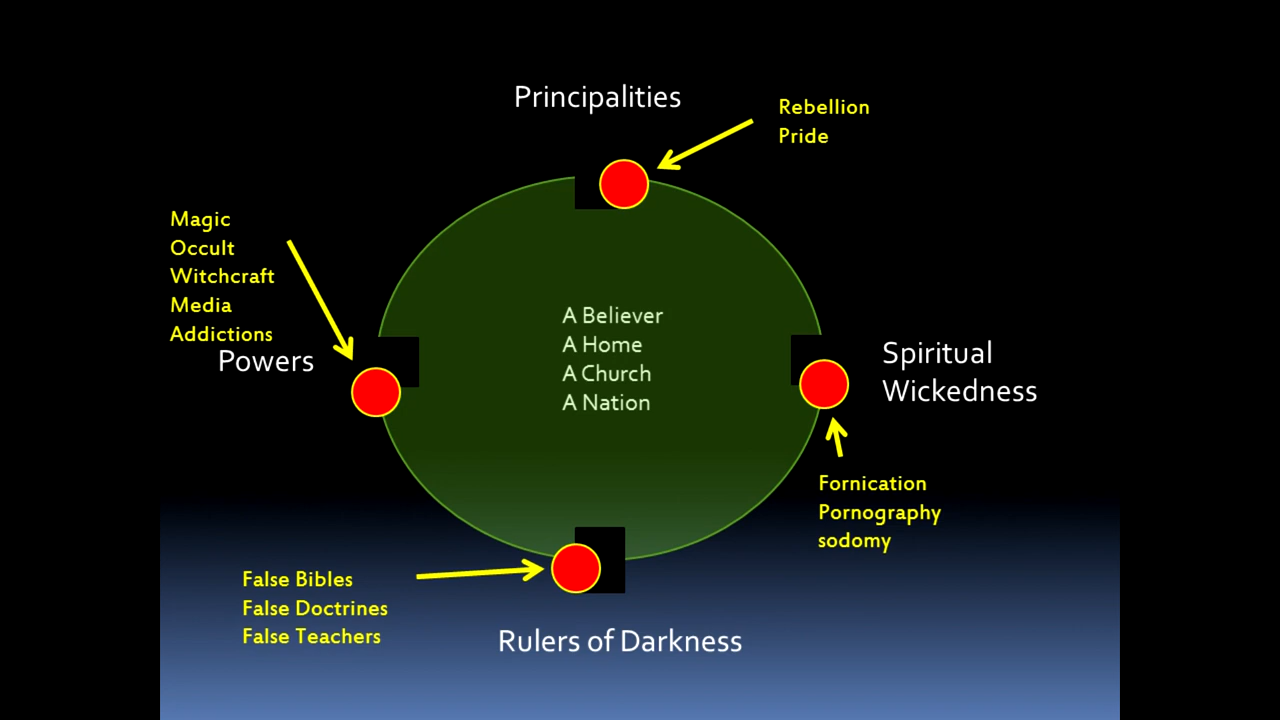 Principalities
Rebellion
Pride
Magic
Occult
Witchcraft
Media
Addictions
Powers
A Believer
A Home
A Church
A Nation
Spiritual
Wickedness
Fornication
Pornography
sodomy
False Bibles
False Doctrines
False Teachers
Rulers of Darkness